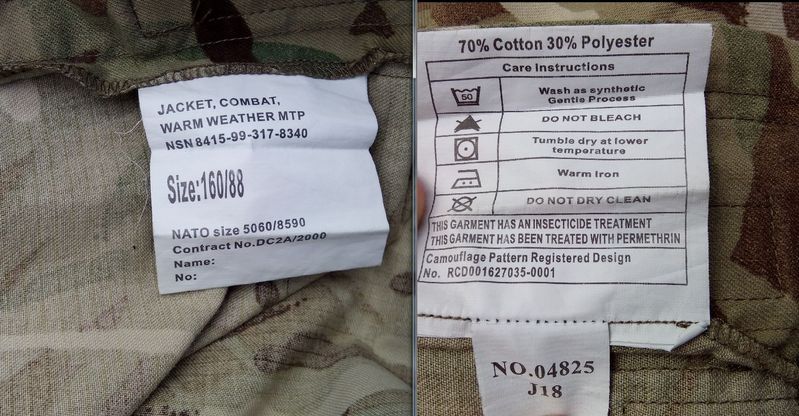 JACKET, COMBAT,
WARM WEATHER MTP
NSN 8415-99-317-8340
Size:160/88
NATO size 5060/8590
Contract No.DC2A/2000
Name:
No:
70% Cotton 30% Polyester
Care Instructions
50
Wash as synthetic
Gentle Process
DO NOT BLEACH
Tumble dry at lower
temperature
Warm Iron
DO NOT DRY CLEAN
THIS GARMENT HAS AN INSECTICIDE TREATMENT
THIS GARMENT HAS BEEN TREATED WITH PERMETHRIN
Camouflage Pattern Registered Design
No. RCD001627035-0001
NO.04825
J18